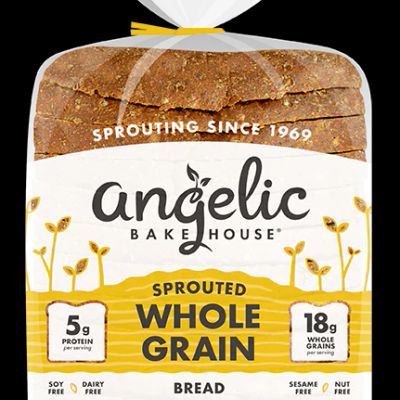 SPROUTING SINCE 1969
angelic
BAKEHOUSE®
SPROUTED
WHOLE
GRAIN
BREAD
5g
PROTEIN
per serving
18g
WHOLE
GRAINS
per serving
SOY
FREE
DAIRY
FREE
SESAME
FREE
NUT
FREE